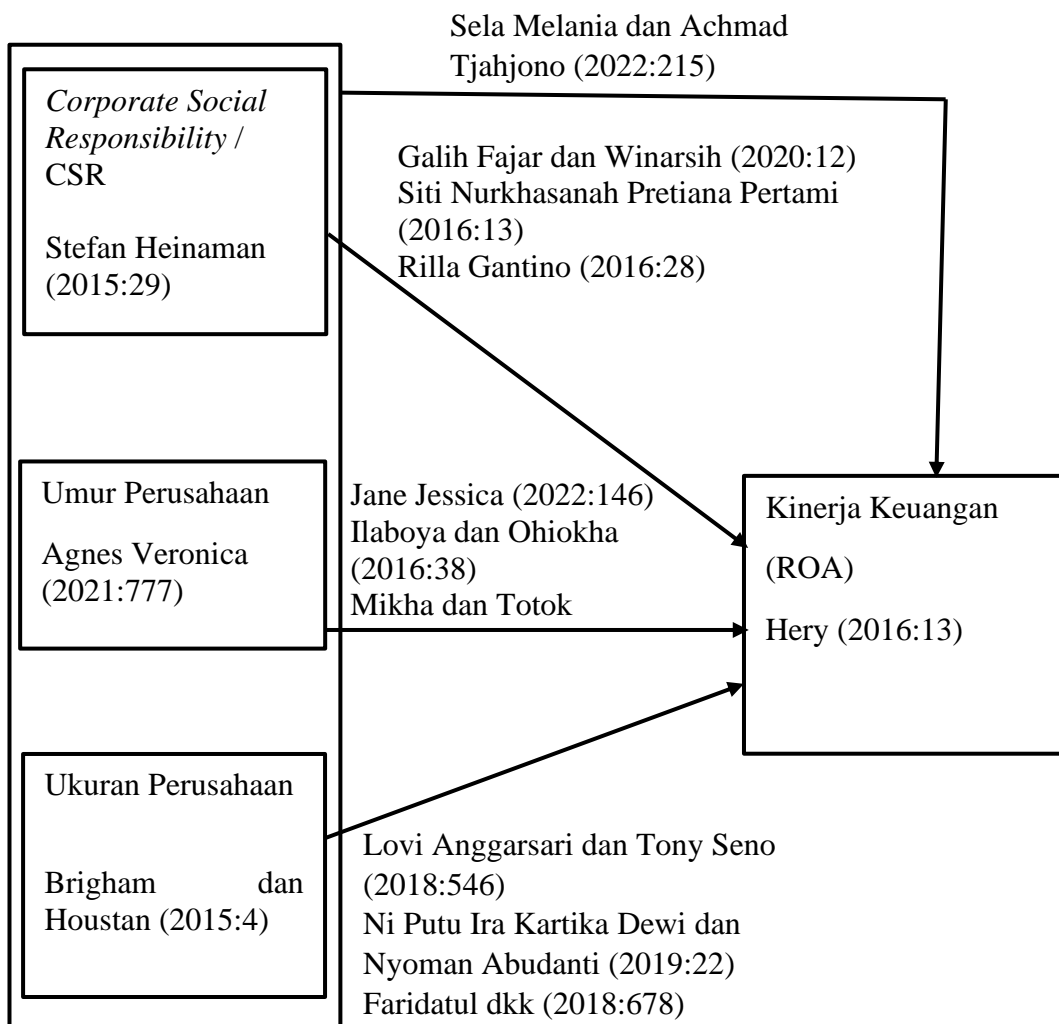 Sela Melania dan Achmad
Tjahjono (2022:215)
Corporate Social
Responsibility /
CSR
Stefan Heinaman
(2015:29)
Galih Fajar dan Winarsih (2020:12)
Siti Nurkhasanah Pretiana Pertami
(2016:13)
Rilla Gantino (2016:28)
Umur Perusahaan
Agnes Veronica
(2021:777)
Jane Jessica (2022:146)
Ilaboya dan Ohiokha
(2016:38)
Mikha dan Totok
Kinerja Keuangan
(ROA)
Hery (2016:13)
Ukuran Perusahaan
Brigham dan
Houstan (2015:4)
Lovi Anggarsari dan Tony Seno
(2018:546)
Ni Putu Ira Kartika Dewi dan
Nyoman Abudanti (2019:22)
Faridatul dkk (2018:678)